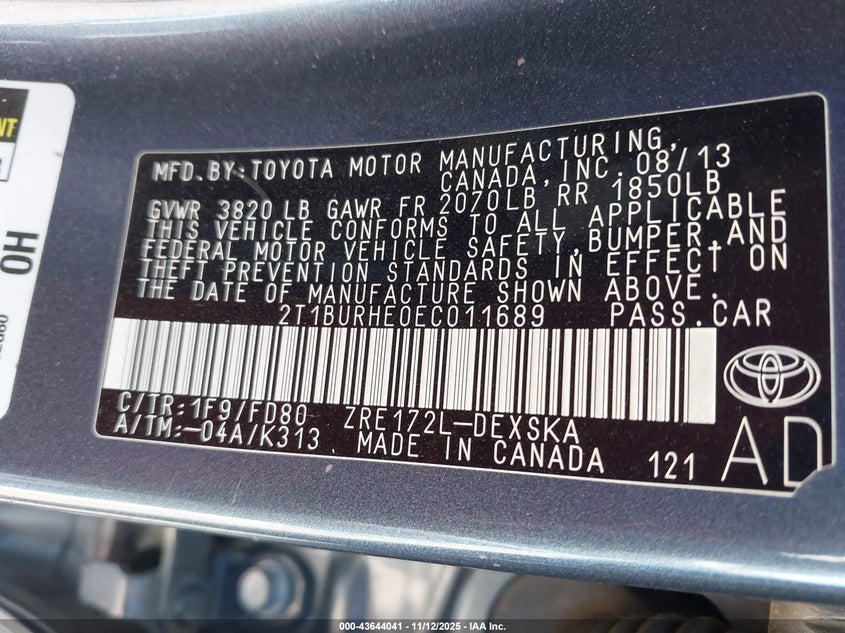 NT
HO
MFD.BY:TOYOTA MOTOR MANUFACTURING,
CANADA,INC. 08/13
GVWR 3820LB GAWR FR 2070LB RR 1850LB
THIS VEHICLE CONFORMS TO ALL APPLICABLE
FEDERAL MOTOR VEHICLE SAFETY,BUMPER,AND
THEFT PREVENTION STANDARDS IN EFFECT ON
THE DATE OF MANUFACTURE SHOWN ABOVE.
2T1BURHE0EC011689 PASS.CAR
C/TR:1F9/FD80 ZRE172L-DEXSKA
A/TM:-04A/K313 MADE IN CANADA 121
AD
000-43644041 - 11/12/2025 - IAA Inc.